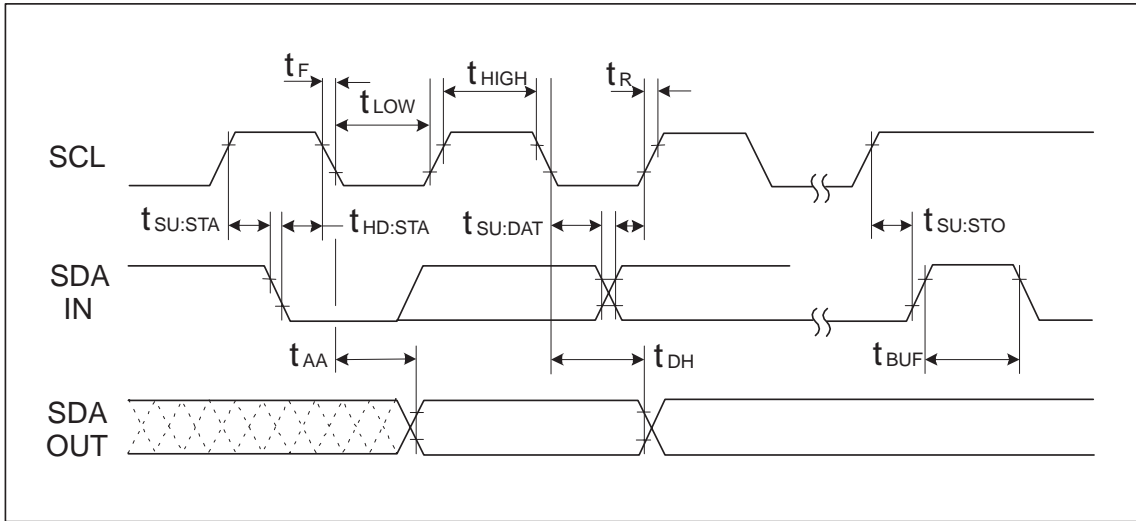 tF
tLOW
tHIGH
tR
SCL
tSU:STA
tHD:STA
tSU:DAT
tSU:STO
SDA
IN
tAA
tDH
tBUF
SDA
OUT